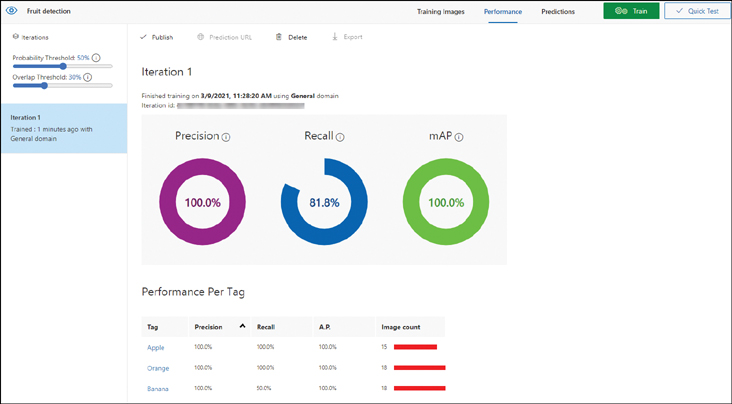 Fruit detection
Training Images Performance Predictions Train Quick Test
Iterations
Probability Threshold: 50%
Overlap Threshold: 30%
Iteration 1
Trained : 1 minutes ago with
General domain
Publish Prediction URL Delete Export
Iteration 1
Finished training on 3/9/2021, 11:28:20 AM using General domain
Iteration id:
Precision Recall mAP
100.0% 81.8% 100.0%
Performance Per Tag
Tag Precision Recall A.P. Image count
Apple 100.0% 100.0% 100.0% 15
Orange 100.0% 100.0% 100.0% 18
Banana 100.0% 50.0% 100.0% 18